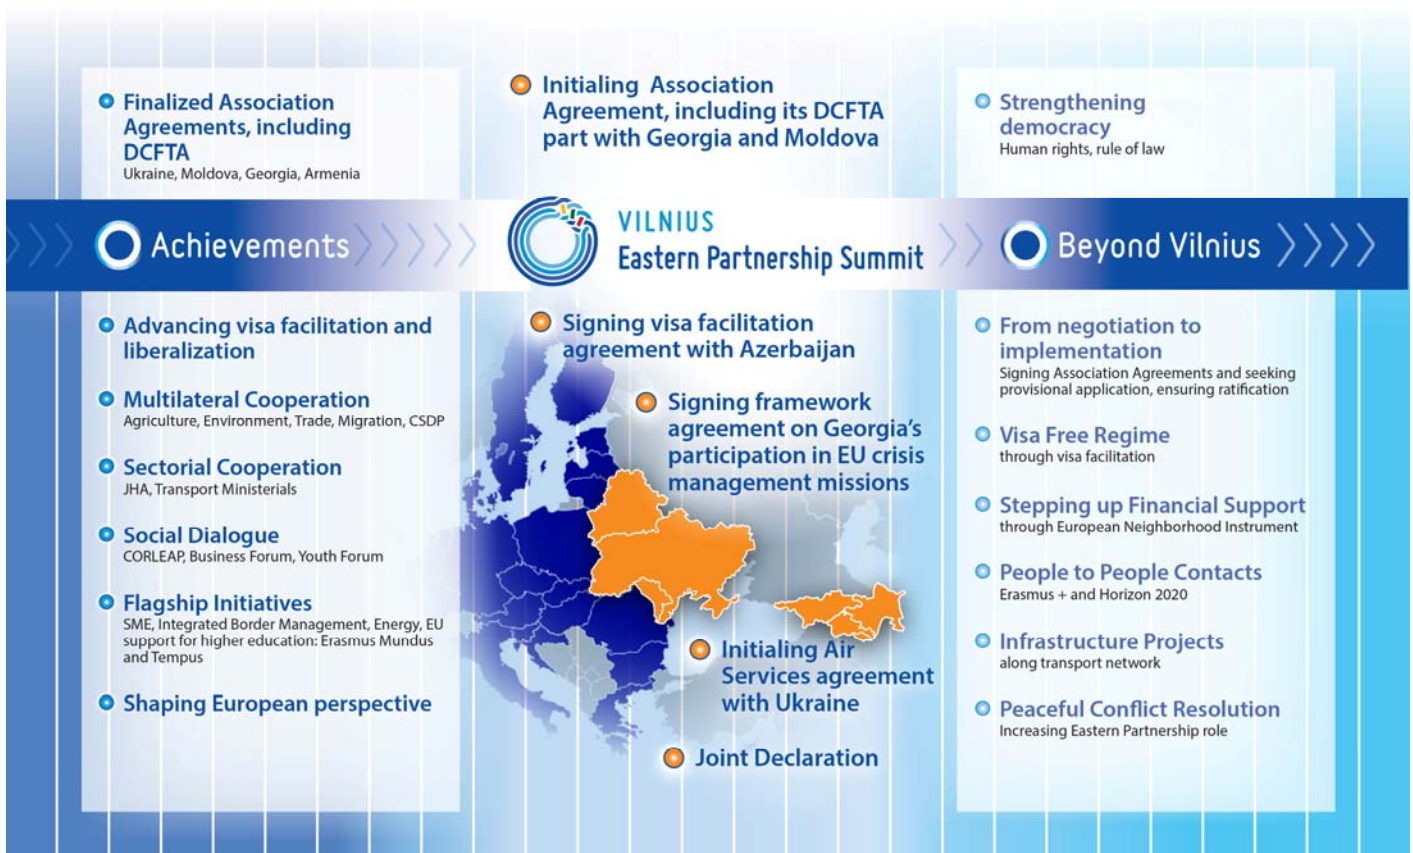 Finalized Association
Agreements, including
DCFTA
Ukraine, Moldova, Georgia, Armenia
Achievements
Advancing visa facilitation and
liberalization
Multilateral Cooperation
Agriculture, Environment, Trade, Migration, CSDP
Sectorial Cooperation
JHA, Transport Ministerials
Social Dialogue
CORLEAP, Business Forum, Youth Forum
Flagship Initiatives
SME, Integrated Border Management, Energy, EU
support for higher education: Erasmus Mundus
and Tempus
Shaping European perspective
Initialing Association
Agreement, including its DCFTA
part with Georgia and Moldova
VILNIUS
Eastern Partnership Summit
Signing visa facilitation
agreement with Azerbaijan
Signing framework
agreement on Georgia's
participation in EU crisis
management missions
Initialing Air
Services agreement
with Ukraine
Joint Declaration
Strengthening
democracy
Human rights, rule of law
Beyond Vilnius
From negotiation to
implementation
Signing Association Agreements and seeking
provisional application, ensuring ratification
Visa Free Regime
through visa facilitation
Stepping up Financial Support
through European Neighborhood Instrument
People to People Contacts
Erasmus + and Horizon 2020
Infrastructure Projects
along transport network
Peaceful Conflict Resolution
Increasing Eastern Partnership role